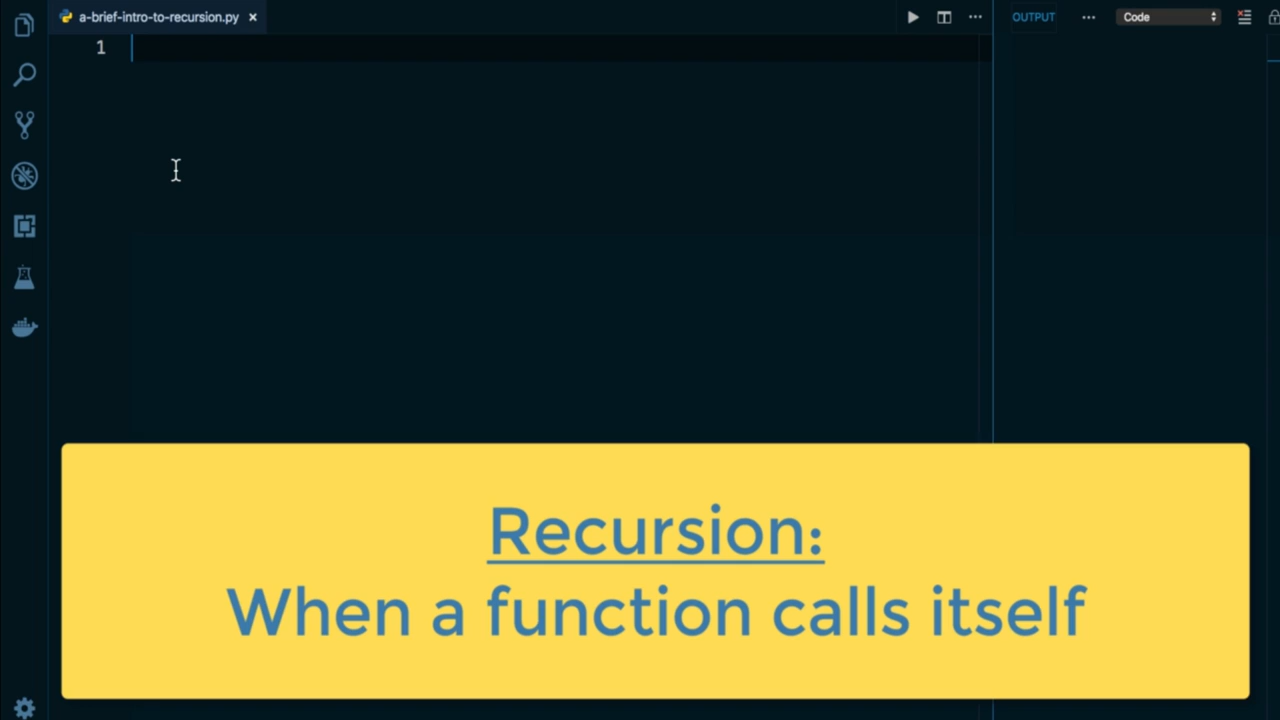 a-brief-intro-to-recursion.py ×
OUTPUT ··· Code
1
Recursion:
When a function calls itself